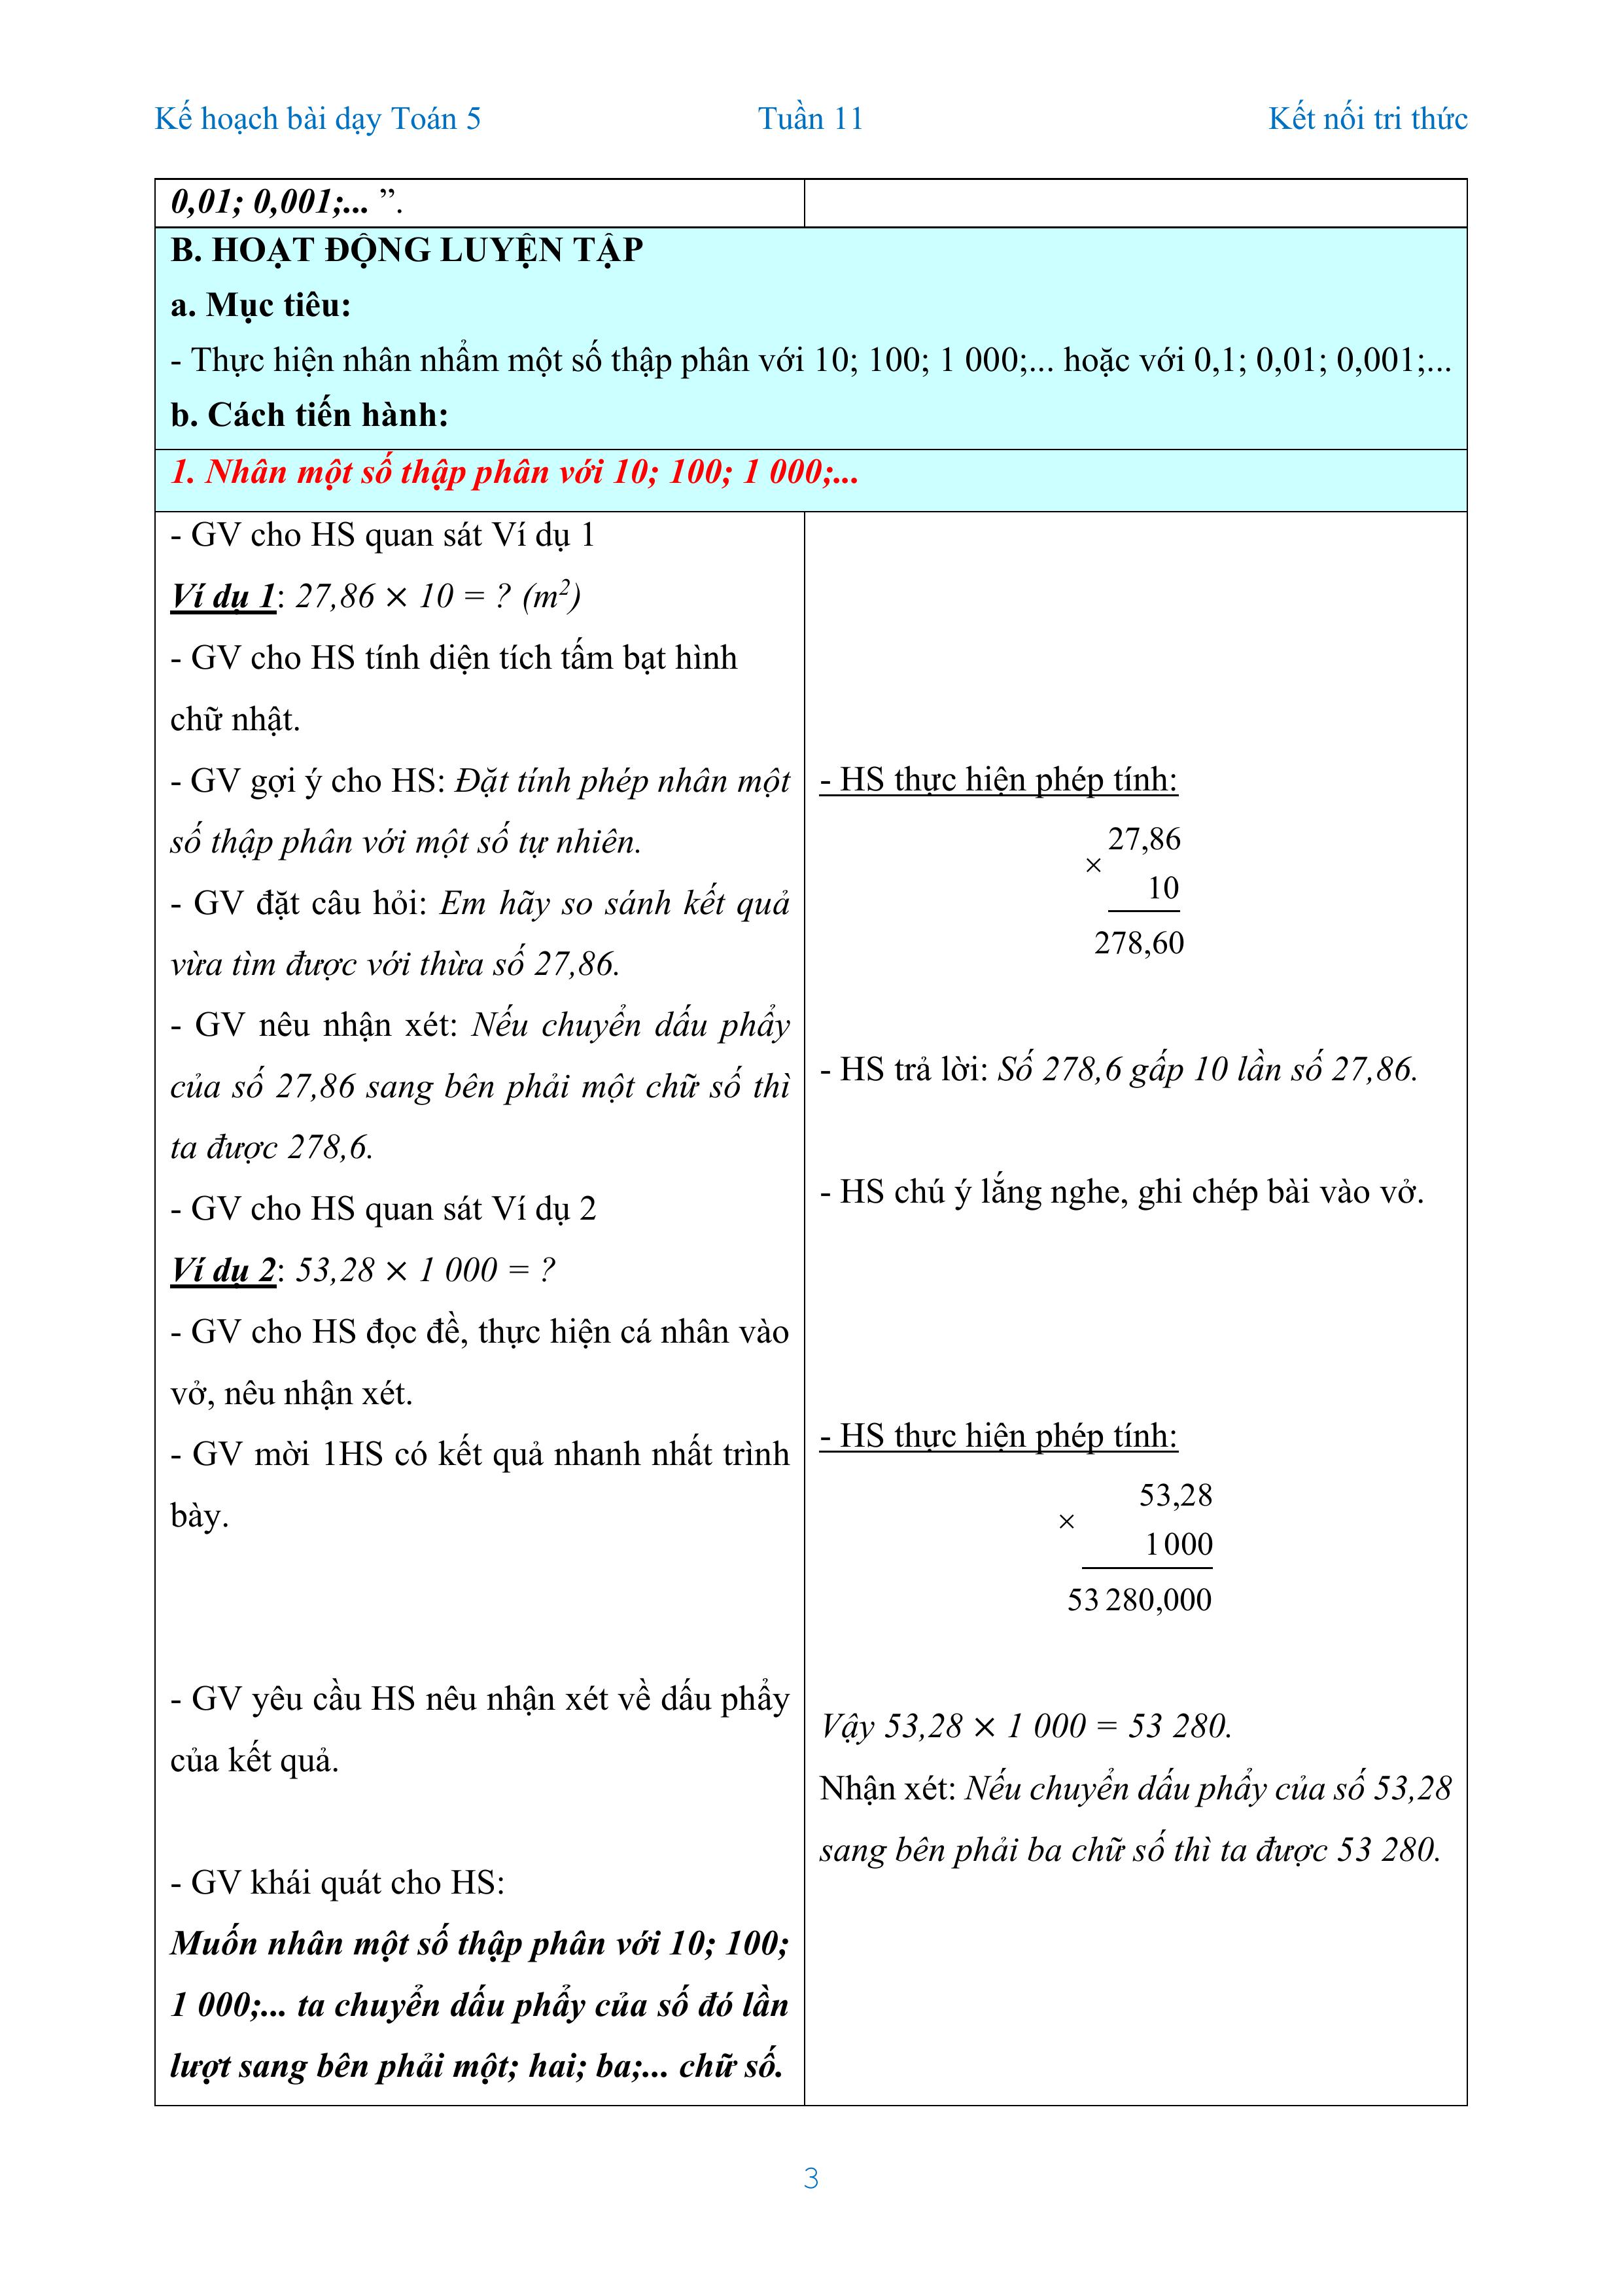 Kế hoạch bài dạy Toán 5 Tuần 11 Kết nối tri thức
0,01; 0,001;... ”.
B. HOẠT ĐỘNG LUYỆN TẬP
a. Mục tiêu:
- Thực hiện nhân nhẩm một số thập phân với 10; 100; 1 000;... hoặc với 0,1; 0,01; 0,001;...
b. Cách tiến hành:
1. Nhân một số thập phân với 10; 100; 1 000;...
- GV cho HS quan sát Ví dụ 1
Ví dụ 1: 27,86 × 10 = ? (m²)
- GV cho HS tính diện tích tấm bạt hình
chữ nhật.
- GV gợi ý cho HS: Đặt tính phép nhân một
số thập phân với một số tự nhiên.
- GV đặt câu hỏi: Em hãy so sánh kết quả
vừa tìm được với thừa số 27,86.
- GV nêu nhận xét: Nếu chuyển dấu phẩy
của số 27,86 sang bên phải một chữ số thì
ta được 278,6.
- GV cho HS quan sát Ví dụ 2
Ví dụ 2: 53,28 × 1 000 = ?
- GV cho HS đọc đề, thực hiện cá nhân vào
vở, nêu nhận xét.
- GV mời 1HS có kết quả nhanh nhất trình
bày.
- GV yêu cầu HS nêu nhận xét về dấu phẩy
của kết quả.
- GV khái quát cho HS:
Muốn nhân một số thập phân với 10; 100;
1 000;... ta chuyển dấu phẩy của số đó lần
lượt sang bên phải một; hai; ba;... chữ số.
- HS thực hiện phép tính:
27,86
×
10
278,60
- HS trả lời: Số 278,6 gấp 10 lần số 27,86.
- HS chú ý lắng nghe, ghi chép bài vào vở.
- HS thực hiện phép tính:
53,28
×
1 000
53 280,000
Vậy 53,28 × 1 000 = 53 280.
Nhận xét: Nếu chuyển dấu phẩy của số 53,28
sang bên phải ba chữ số thì ta được 53 280.
3